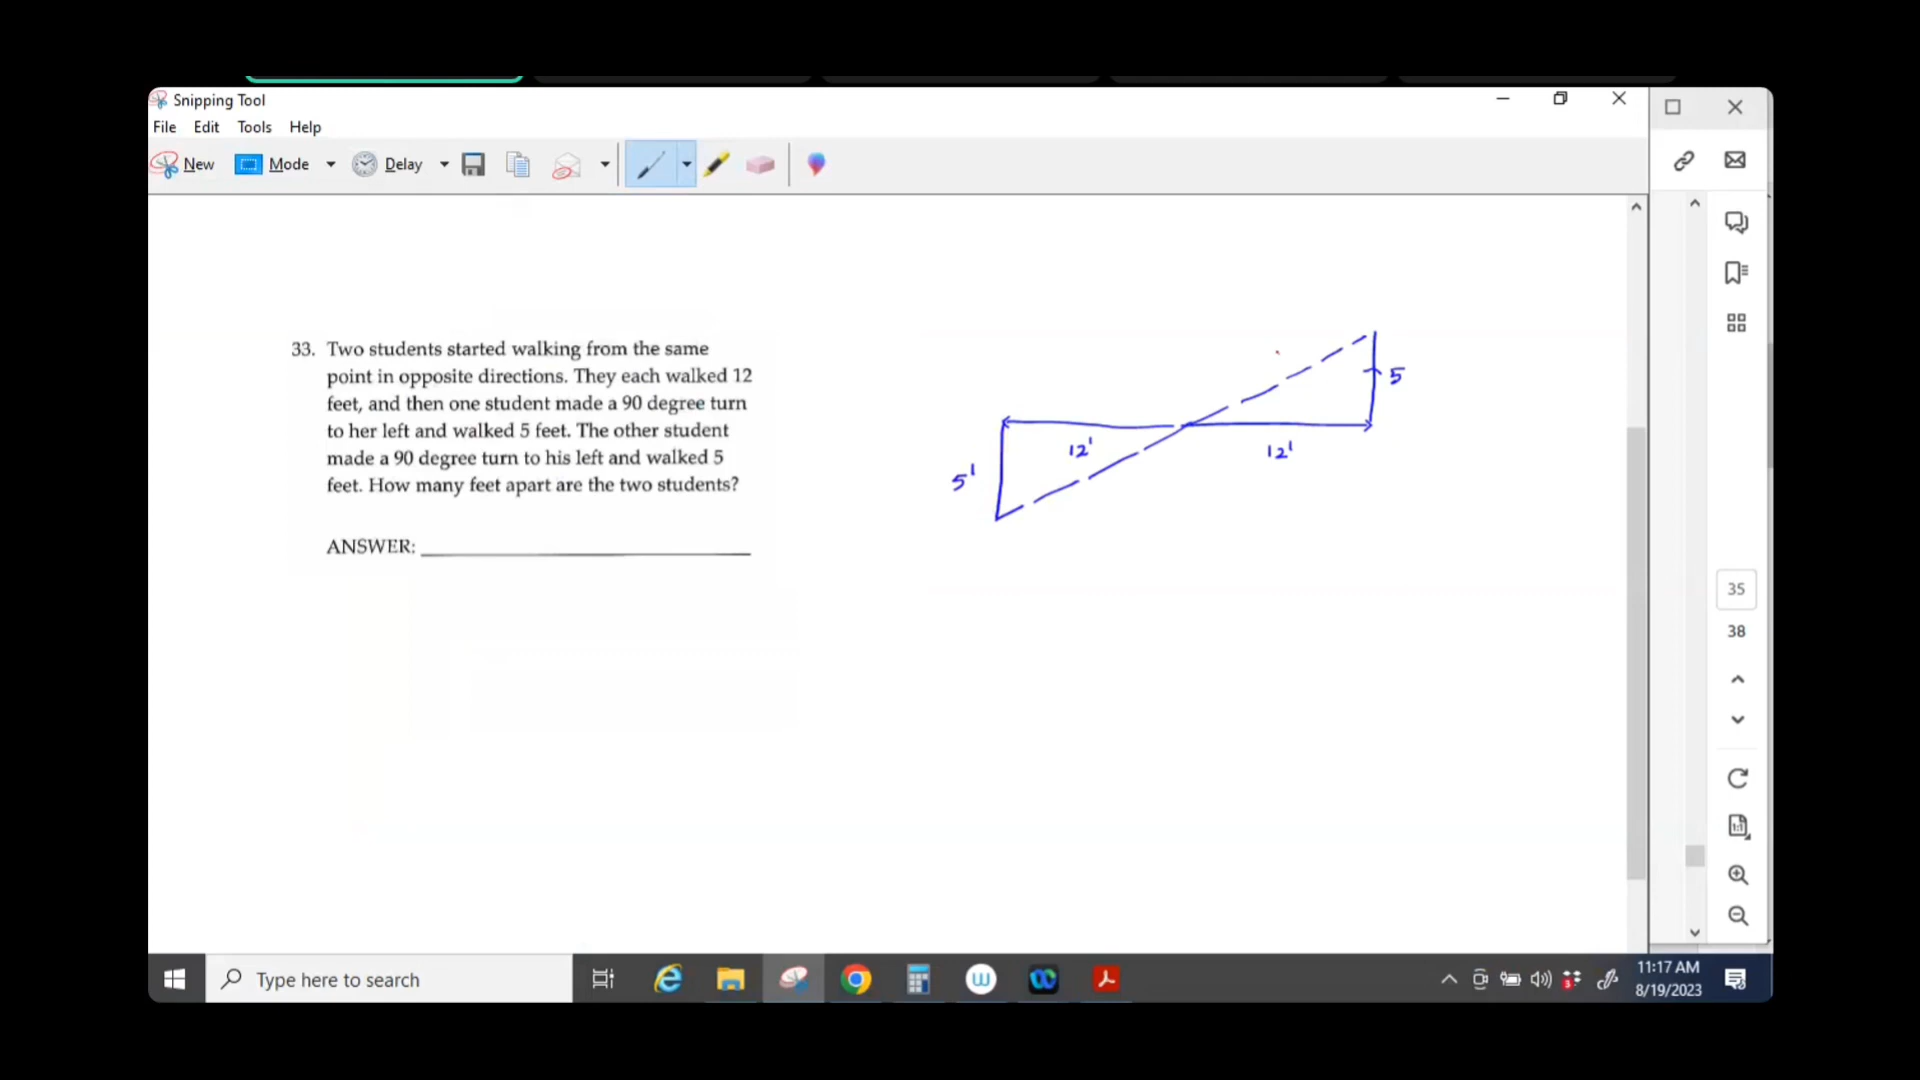 Snipping Tool
File Edit Tools Help
New Mode Delay
33. Two students started walking from the same
point in opposite directions. They each walked 12
feet, and then one student made a 90 degree turn
to her left and walked 5 feet. The other student
made a 90 degree turn to his left and walked 5
feet. How many feet apart are the two students?
ANSWER:
5
12'
12'
5'
35
38
Type here to search
11:17 AM
8/19/2023